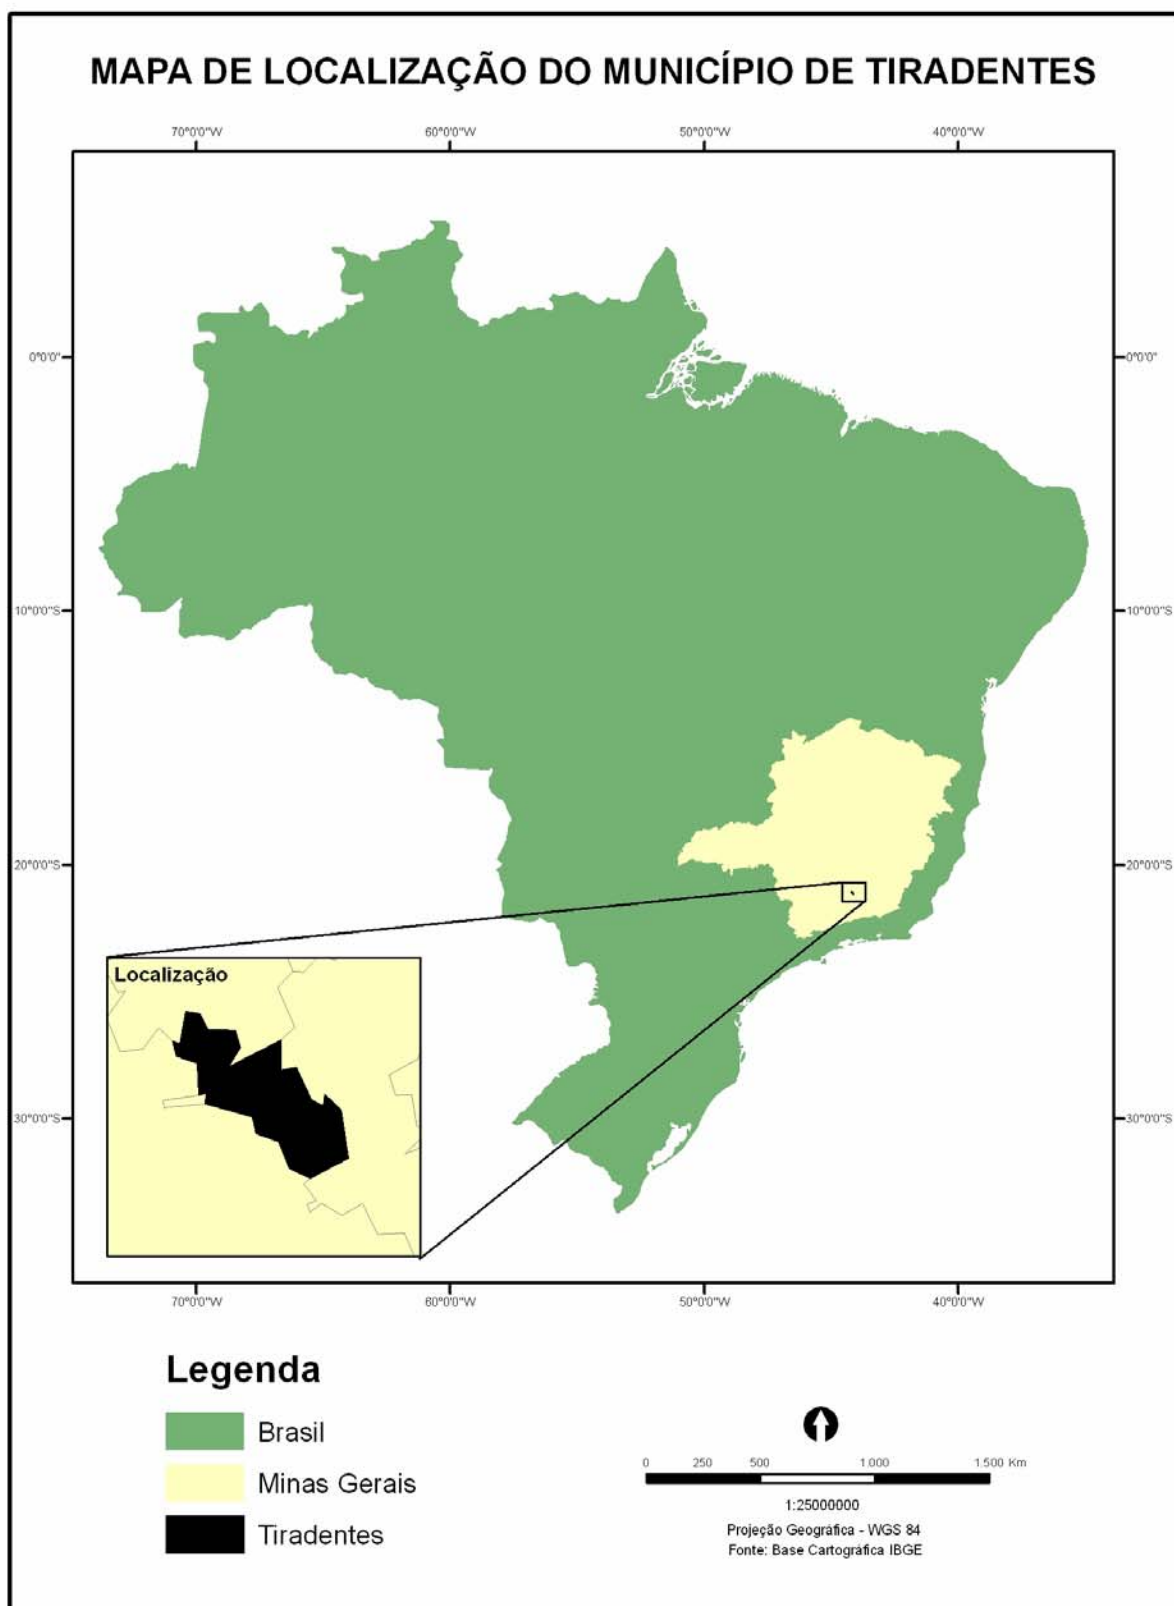 MAPA DE LOCALIZAÇÃO DO MUNICÍPIO DE TIRADENTES
70°0'0"W 60°0'0"W 50°0'0"W 40°0'0"W
0°0'0" 0°0'0"
10°0'0"S 10°0'0"S
20°0'0"S 20°0'0"S
Localização
30°0'0"S 30°0'0"S
70°0'0"W 60°0'0"W 50°0'0"W 40°0'0"W
Legenda
Brasil
Minas Gerais
Tiradentes
0 250 500 1.000 1.500 Km
1:25000000
Projeção Geográfica - WGS 84
Fonte: Base Cartográfica IBGE